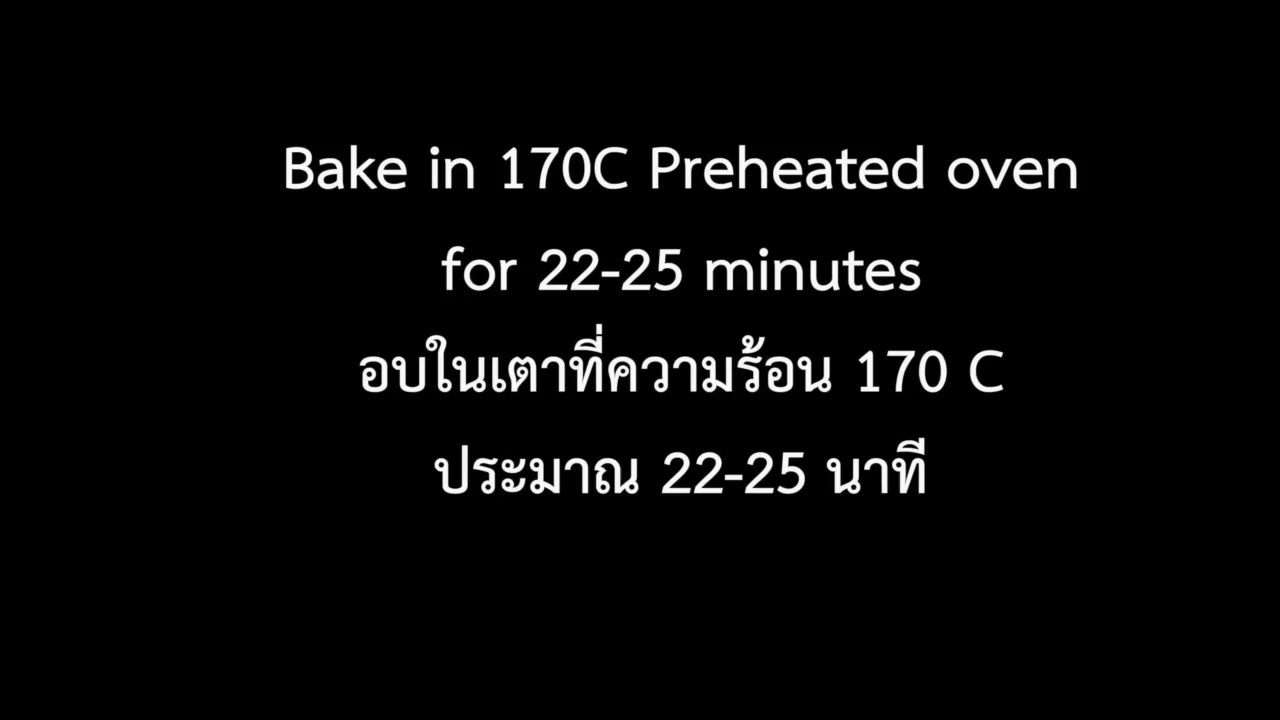 Bake in 170C Preheated oven
for 22-25 minutes
อบในเตาที่ความร้อน 170 C
ประมาณ 22-25 นาที